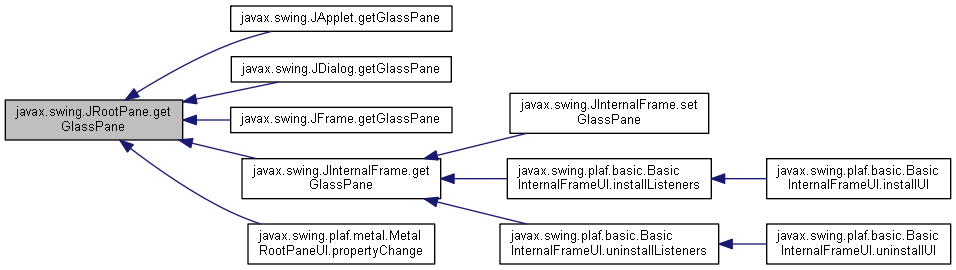 javax.swing.JApplet.getGlassPane
javax.swing.JDialog.getGlassPane
javax.swing.JRootPane.get
GlassPane
javax.swing.JFrame.getGlassPane
javax.swing.JInternalFrame.set
GlassPane
javax.swing.JInternalFrame.get
GlassPane
javax.swing.plaf.basic.Basic
InternalFrameUI.installListeners
javax.swing.plaf.basic.Basic
InternalFrameUI.installUI
javax.swing.plaf.metal.Metal
RootPaneUI.propertyChange
javax.swing.plaf.basic.Basic
InternalFrameUI.uninstallListeners
javax.swing.plaf.basic.Basic
InternalFrameUI.uninstallUI